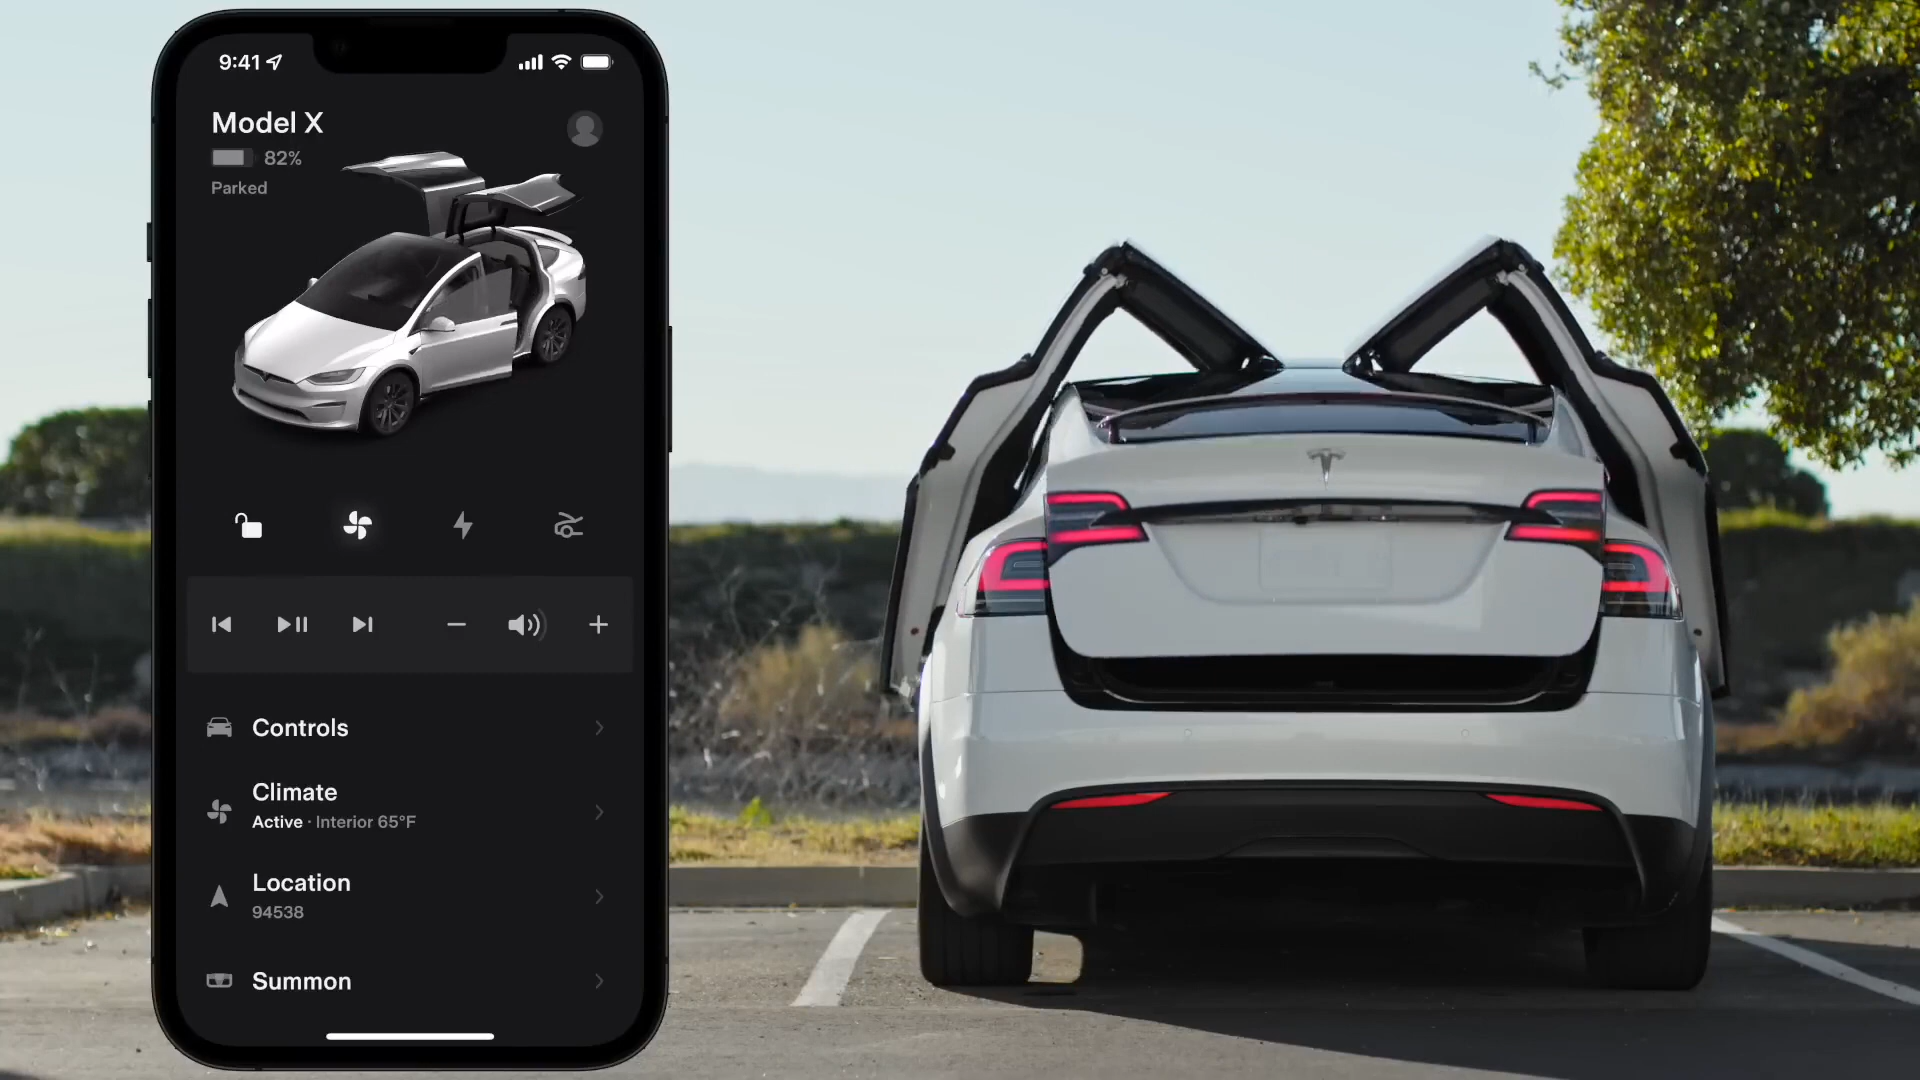 9:41
Model X
82%
Parked
Controls
Climate
Active · Interior 65°F
Location
94538
Summon